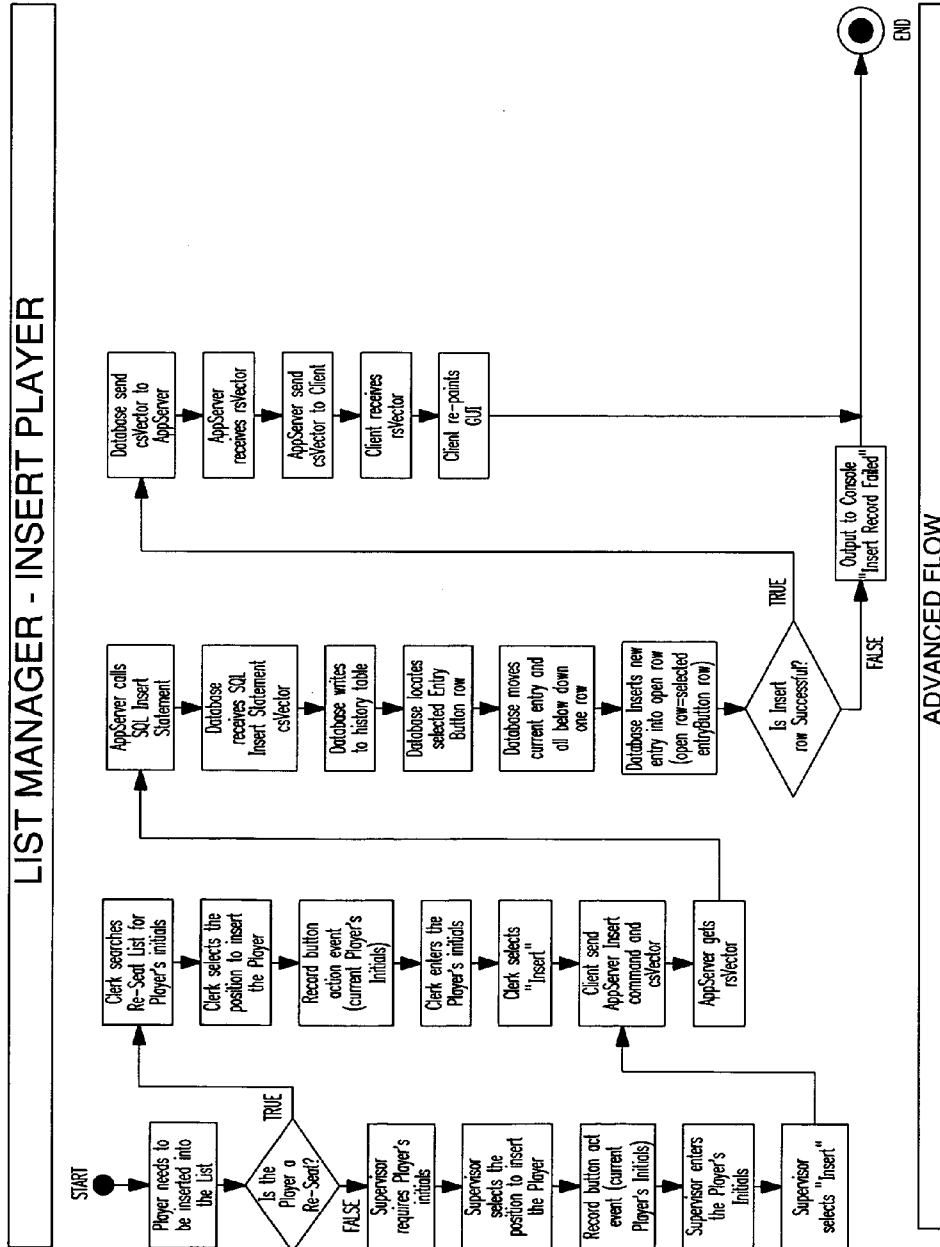 LIST MANAGER - INSERT PLAYER
START
Player needs to
be inserted into
the List
Is the
Player a
Re-Seat?
TRUE
FALSE
Supervisor
requires Player's
initials
Supervisor
selects the
position to insert
the Player
Record button act
event (current
Player's Initials)
Supervisor enters
the Player's
Initials
Supervisor
selects "Insert"
Clerk searches
Re-Seat List for
Player's initials
Clerk selects the
position to insert
the Player
Record button
action event
(current Player's
Initials)
Clerk enters the
Player's initials
Clerk selects
"Insert"
Client send
AppServer Insert
command and
csVector
AppServer gets
rsVector
AppServer calls
SQL Insert
Statement
Database
receives SQL
Insert Statement
csVector
Database writes
to history table
Database locates
selected Entry
Button row
Database moves
current entry and
all below down
one row
Database Inserts new
entry into open row
(open row=selected
entryButton row)
Is Insert
row Successful?
TRUE
FALSE
Database send
csVector to
AppServer
AppServer
receives rsVector
AppServer send
csVector to Client
Client receives
rsVector
Client re-paints
GUI
Output to Console
"Insert Record Failed"
END
ADVANCED FLOW